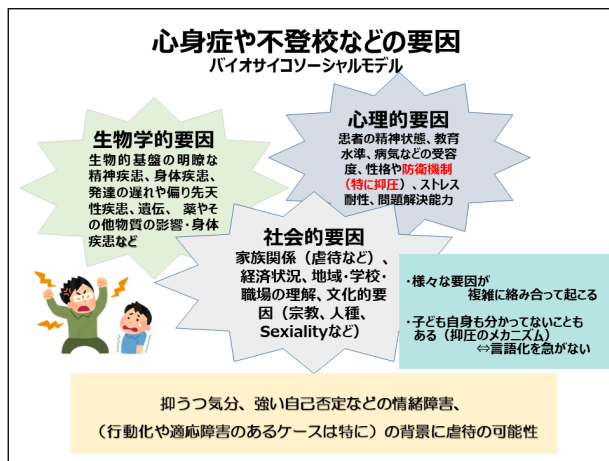 心身症や不登校などの要因
バイオサイコソーシャルモデル
生物学的要因
生物的基盤の明瞭な
精神疾患、身体疾患、
発達の遅れや偏り先天
性疾患、遺伝、 薬やそ
の他物質の影響・身体
疾患など
心理的要因
患者の精神状態、教育
水準、病気などの受容
度、性格や防衛機制
（特に抑圧）、ストレス
耐性、問題解決能力
社会的要因
家族関係（虐待など）、
経済状況、地域・学校・
職場の理解、文化的要
因（宗教、人種、
Sexialityなど）
・様々な要因が
複雑に絡み合って起こる
・子ども自身も分かってないことも
ある（抑圧のメカニズム）
⇔言語化を急がない
抑うつ気分、強い自己否定などの情緒障害、
（行動化や適応障害のあるケースは特に）の背景に虐待の可能性